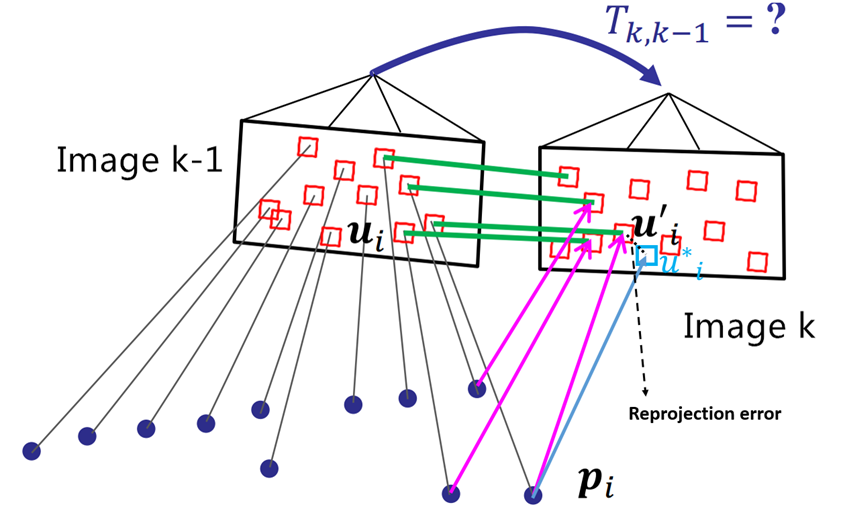 T_{k,k−1} = ?
Image k-1
u_i
u'_i
u*_i
Image k
Reprojection error
p_i